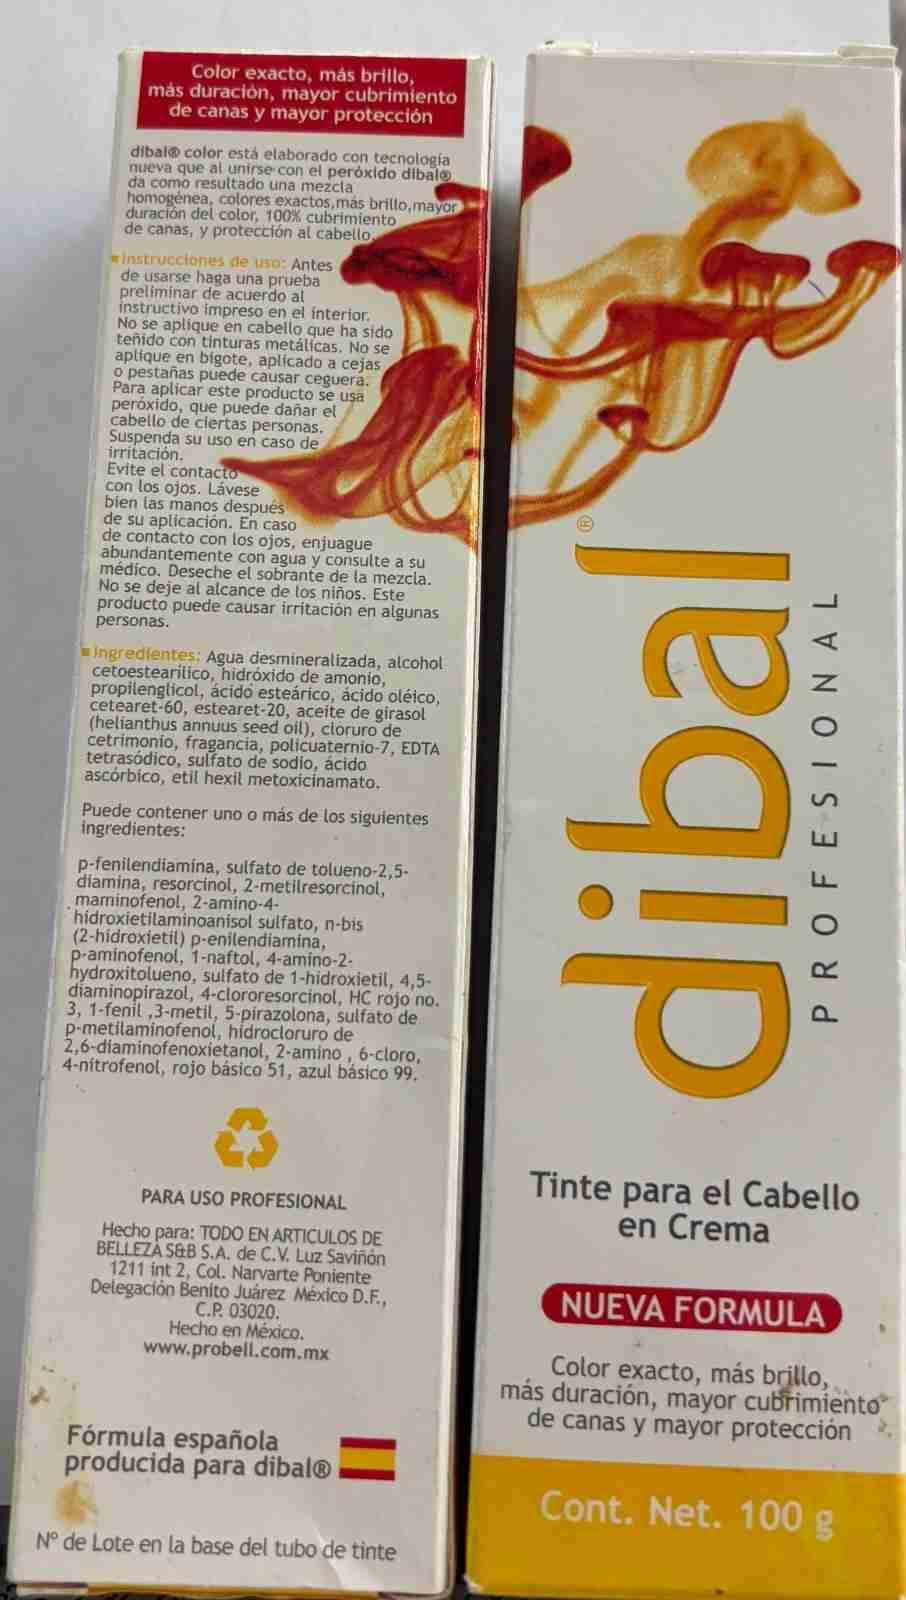 Color exacto, más brillo,
más duración, mayor cubrimiento
de canas y mayor protección
dibal® color está elaborado con tecnología
nueva que al unirse con el peróxido dibal®
da como resultado una mezcla
homogénea, colores exactos,más brillo,mayor
duración del color, 100% cubrimiento
de canas, y protección al cabello.
Instrucciones de uso: Antes
de usarse haga una prueba
preliminar de acuerdo al
instructivo impreso en el interior.
No se aplique en cabello que ha sido
teñido con tinturas metálicas. No se
aplique en bigote, aplicado a cejas
o pestañas puede causar ceguera.
Para aplicar este producto se usa
peróxido, que puede dañar el
cabello de ciertas personas.
Suspenda su uso en caso de
irritación.
Evite el contacto
con los ojos. Lávese
bien las manos después
de su aplicación. En caso
de contacto con los ojos, enjuague
abundantemente con agua y consulte a su
médico. Deseche el sobrante de la mezcla.
No se deje al alcance de los niños. Este
producto puede causar irritación en algunas
personas.
Ingredientes: Agua desmineralizada, alcohol
cetoestearílico, hidróxido de amonio,
propilenglicol, ácido esteárico, ácido oléico,
cetearet-60, estearet-20, aceite de girasol
(helianthus annuus seed oil), cloruro de
cetrimonio, fragancia, policuaternio-7, EDTA
tetrasódico, sulfato de sodio, ácido
ascórbico, etil hexil metoxicinamato.
Puede contener uno o más de los siguientes
ingredientes:
p-fenilendiamina, sulfato de tolueno-2,5-
diamina, resorcinol, 2-metilresorcinol,
maminofenol, 2-amino-4-
hidroxietilaminoanisol sulfato, n-bis
(2-hidroxietil) p-enilendiamina,
p-aminofenol, 1-naftol, 4-amino-2-
hydroxitolueno, sulfato de 1-hidroxietil, 4,5-
diaminopirazol, 4-clororesorcinol, HC rojo no.
3, 1-fenil ,3-metil, 5-pirazolona, sulfato de
p-metilaminofenol, hidrocloruro de
2,6-diaminofenoxietanol, 2-amino , 6-cloro,
4-nitrofenol, rojo básico 51, azul básico 99.
PARA USO PROFESIONAL
Hecho para: TODO EN ARTICULOS DE
BELLEZA S&B S.A. de C.V. Luz Saviñón
1211 int 2, Col. Narvarte Poniente
Delegación Benito Juárez México D.F.,
C.P. 03020.
Hecho en México.
www.probell.com.mx
Fórmula española
producida para dibal®
N° de Lote en la base del tubo de tinte
dibal®
PROFESIONAL
Tinte para el Cabello
en Crema
NUEVA FORMULA
Color exacto, más brillo,
más duración, mayor cubrimiento
de canas y mayor protección
Cont. Net. 100 g